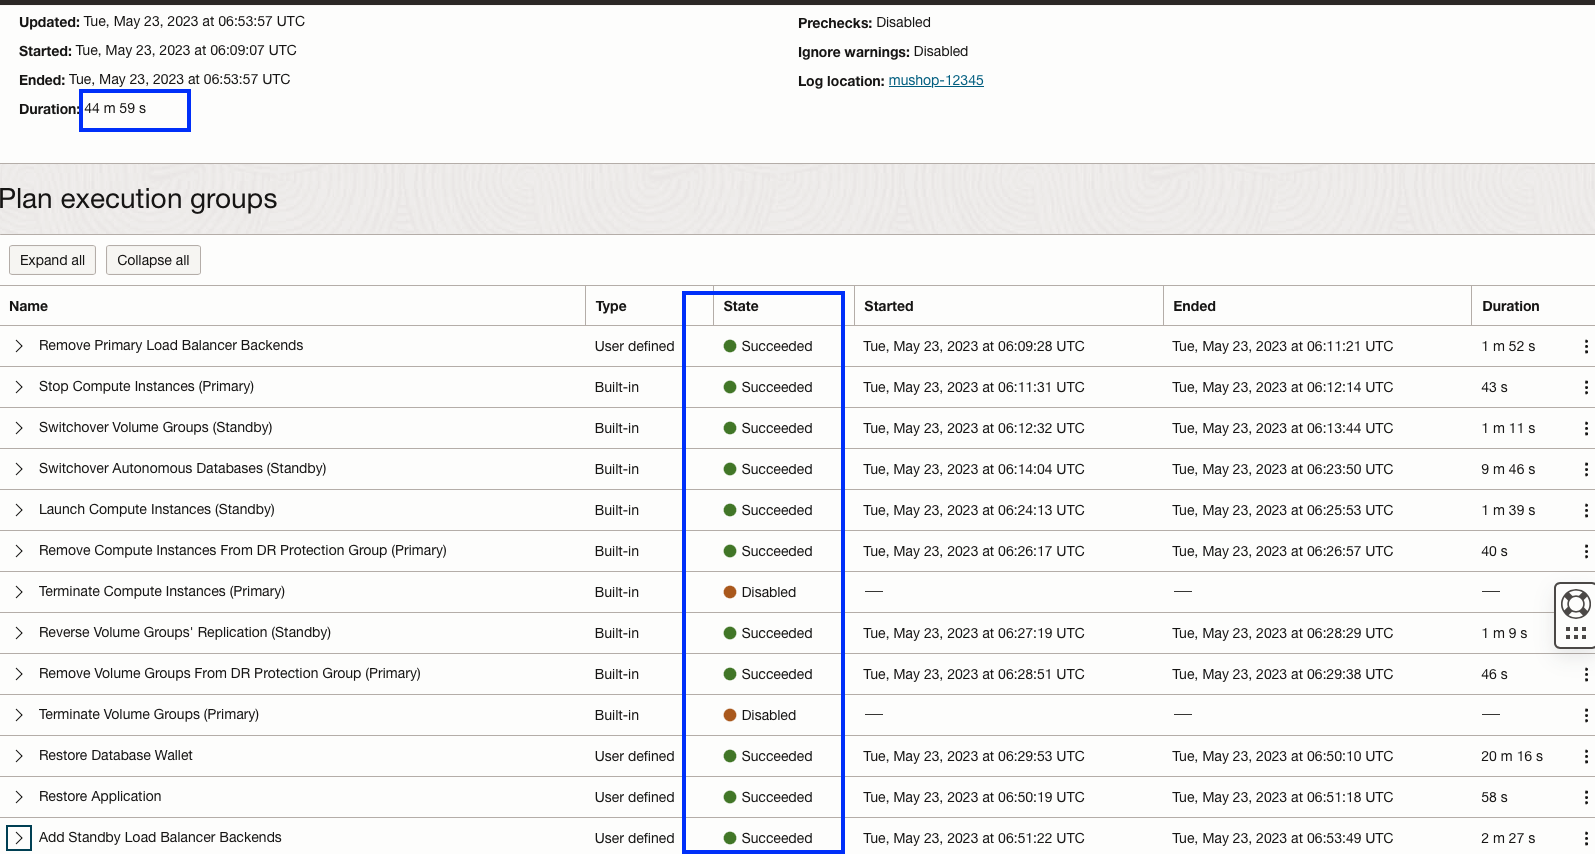 Updated: Tue, May 23, 2023 at 06:53:57 UTC
Started: Tue, May 23, 2023 at 06:09:07 UTC
Ended: Tue, May 23, 2023 at 06:53:57 UTC
Duration: 44 m 59 s
Prechecks: Disabled
Ignore warnings: Disabled
Log location: mushop-12345
Plan execution groups
Expand all Collapse all
Name Type State Started Ended Duration
Remove Primary Load Balancer Backends User defined Succeeded Tue, May 23, 2023 at 06:09:28 UTC Tue, May 23, 2023 at 06:11:21 UTC 1 m 52 s
Stop Compute Instances (Primary) Built-in Succeeded Tue, May 23, 2023 at 06:11:31 UTC Tue, May 23, 2023 at 06:12:14 UTC 43 s
Switchover Volume Groups (Standby) Built-in Succeeded Tue, May 23, 2023 at 06:12:32 UTC Tue, May 23, 2023 at 06:13:44 UTC 1 m 11 s
Switchover Autonomous Databases (Standby) Built-in Succeeded Tue, May 23, 2023 at 06:14:04 UTC Tue, May 23, 2023 at 06:23:50 UTC 9 m 46 s
Launch Compute Instances (Standby) Built-in Succeeded Tue, May 23, 2023 at 06:24:13 UTC Tue, May 23, 2023 at 06:25:53 UTC 1 m 39 s
Remove Compute Instances From DR Protection Group (Primary) Built-in Succeeded Tue, May 23, 2023 at 06:26:17 UTC Tue, May 23, 2023 at 06:26:57 UTC 40 s
Terminate Compute Instances (Primary) Built-in Disabled — — —
Reverse Volume Groups' Replication (Standby) Built-in Succeeded Tue, May 23, 2023 at 06:27:19 UTC Tue, May 23, 2023 at 06:28:29 UTC 1 m 9 s
Remove Volume Groups From DR Protection Group (Primary) Built-in Succeeded Tue, May 23, 2023 at 06:28:51 UTC Tue, May 23, 2023 at 06:29:38 UTC 46 s
Terminate Volume Groups (Primary) Built-in Disabled — — —
Restore Database Wallet User defined Succeeded Tue, May 23, 2023 at 06:29:53 UTC Tue, May 23, 2023 at 06:50:10 UTC 20 m 16 s
Restore Application User defined Succeeded Tue, May 23, 2023 at 06:50:19 UTC Tue, May 23, 2023 at 06:51:18 UTC 58 s
Add Standby Load Balancer Backends User defined Succeeded Tue, May 23, 2023 at 06:51:22 UTC Tue, May 23, 2023 at 06:53:49 UTC 2 m 27 s